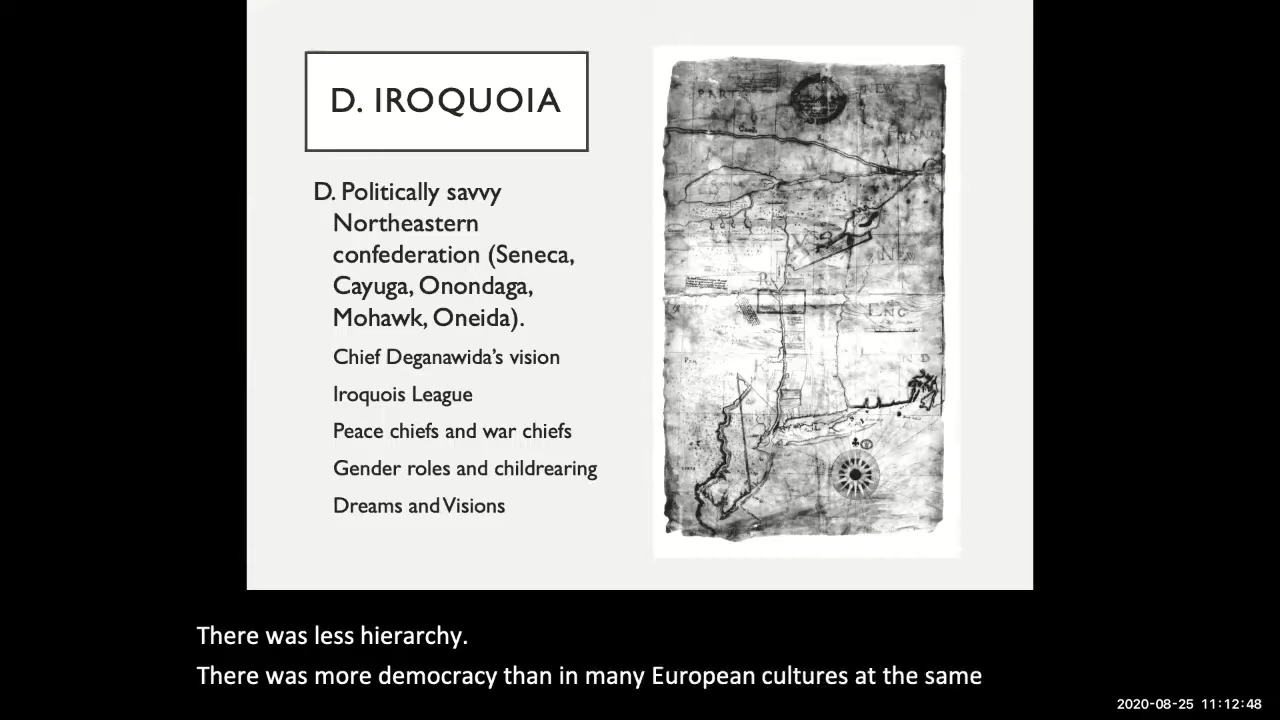 D. IROQUOIA
D. Politically savvy
Northeastern
confederation (Seneca,
Cayuga, Onondaga,
Mohawk, Oneida).
Chief Deganawida's vision
Iroquois League
Peace chiefs and war chiefs
Gender roles and childrearing
Dreams and Visions
NEW
There was less hierarchy.
There was more democracy than in many European cultures at the same
2020-08-25 11:12:48